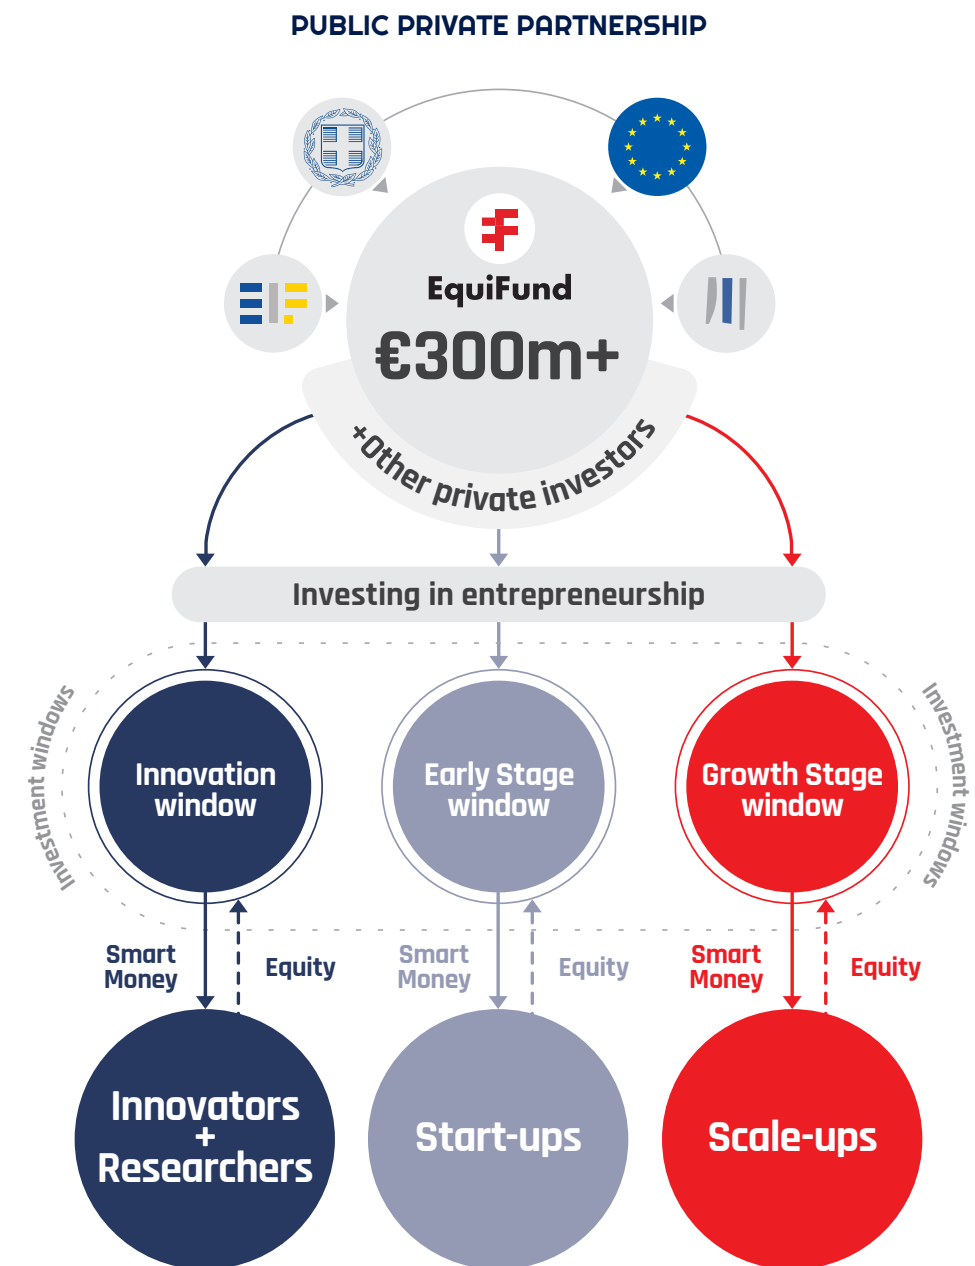 PUBLIC PRIVATE PARTNERSHIP
EIF
EquiFund
€300m+
+Other private investors
Investing in entrepreneurship
Investment windows
Investment windows
Innovation
window
Early Stage
window
Growth Stage
window
Smart
Money
Equity
Smart
Money
Equity
Smart
Money
Equity
Innovators
+
Researchers
Start-ups
Scale-ups